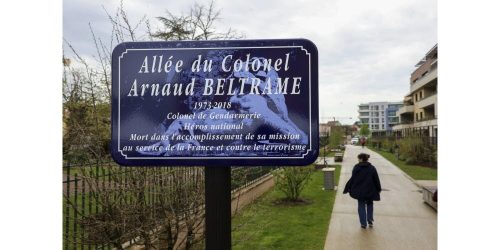 Allée du Colonel
Arnaud BELTRAME
1973-2018
Colonel de Gendarmerie
Héros national
Mort dans l'accomplissement de sa mission
au service de la France et contre le terrorisme